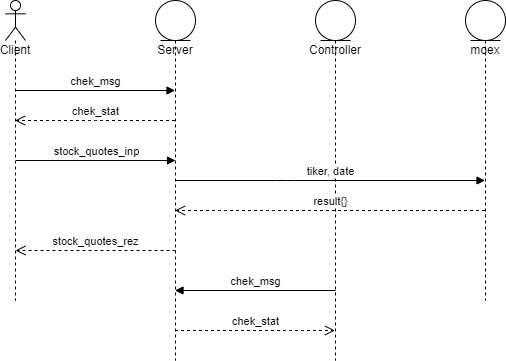 Client
Server
Controller
moex
chek_msg
chek_stat
stock_quotes_inp
tiker, date
result{}
stock_quotes_rez
chek_msg
chek_stat